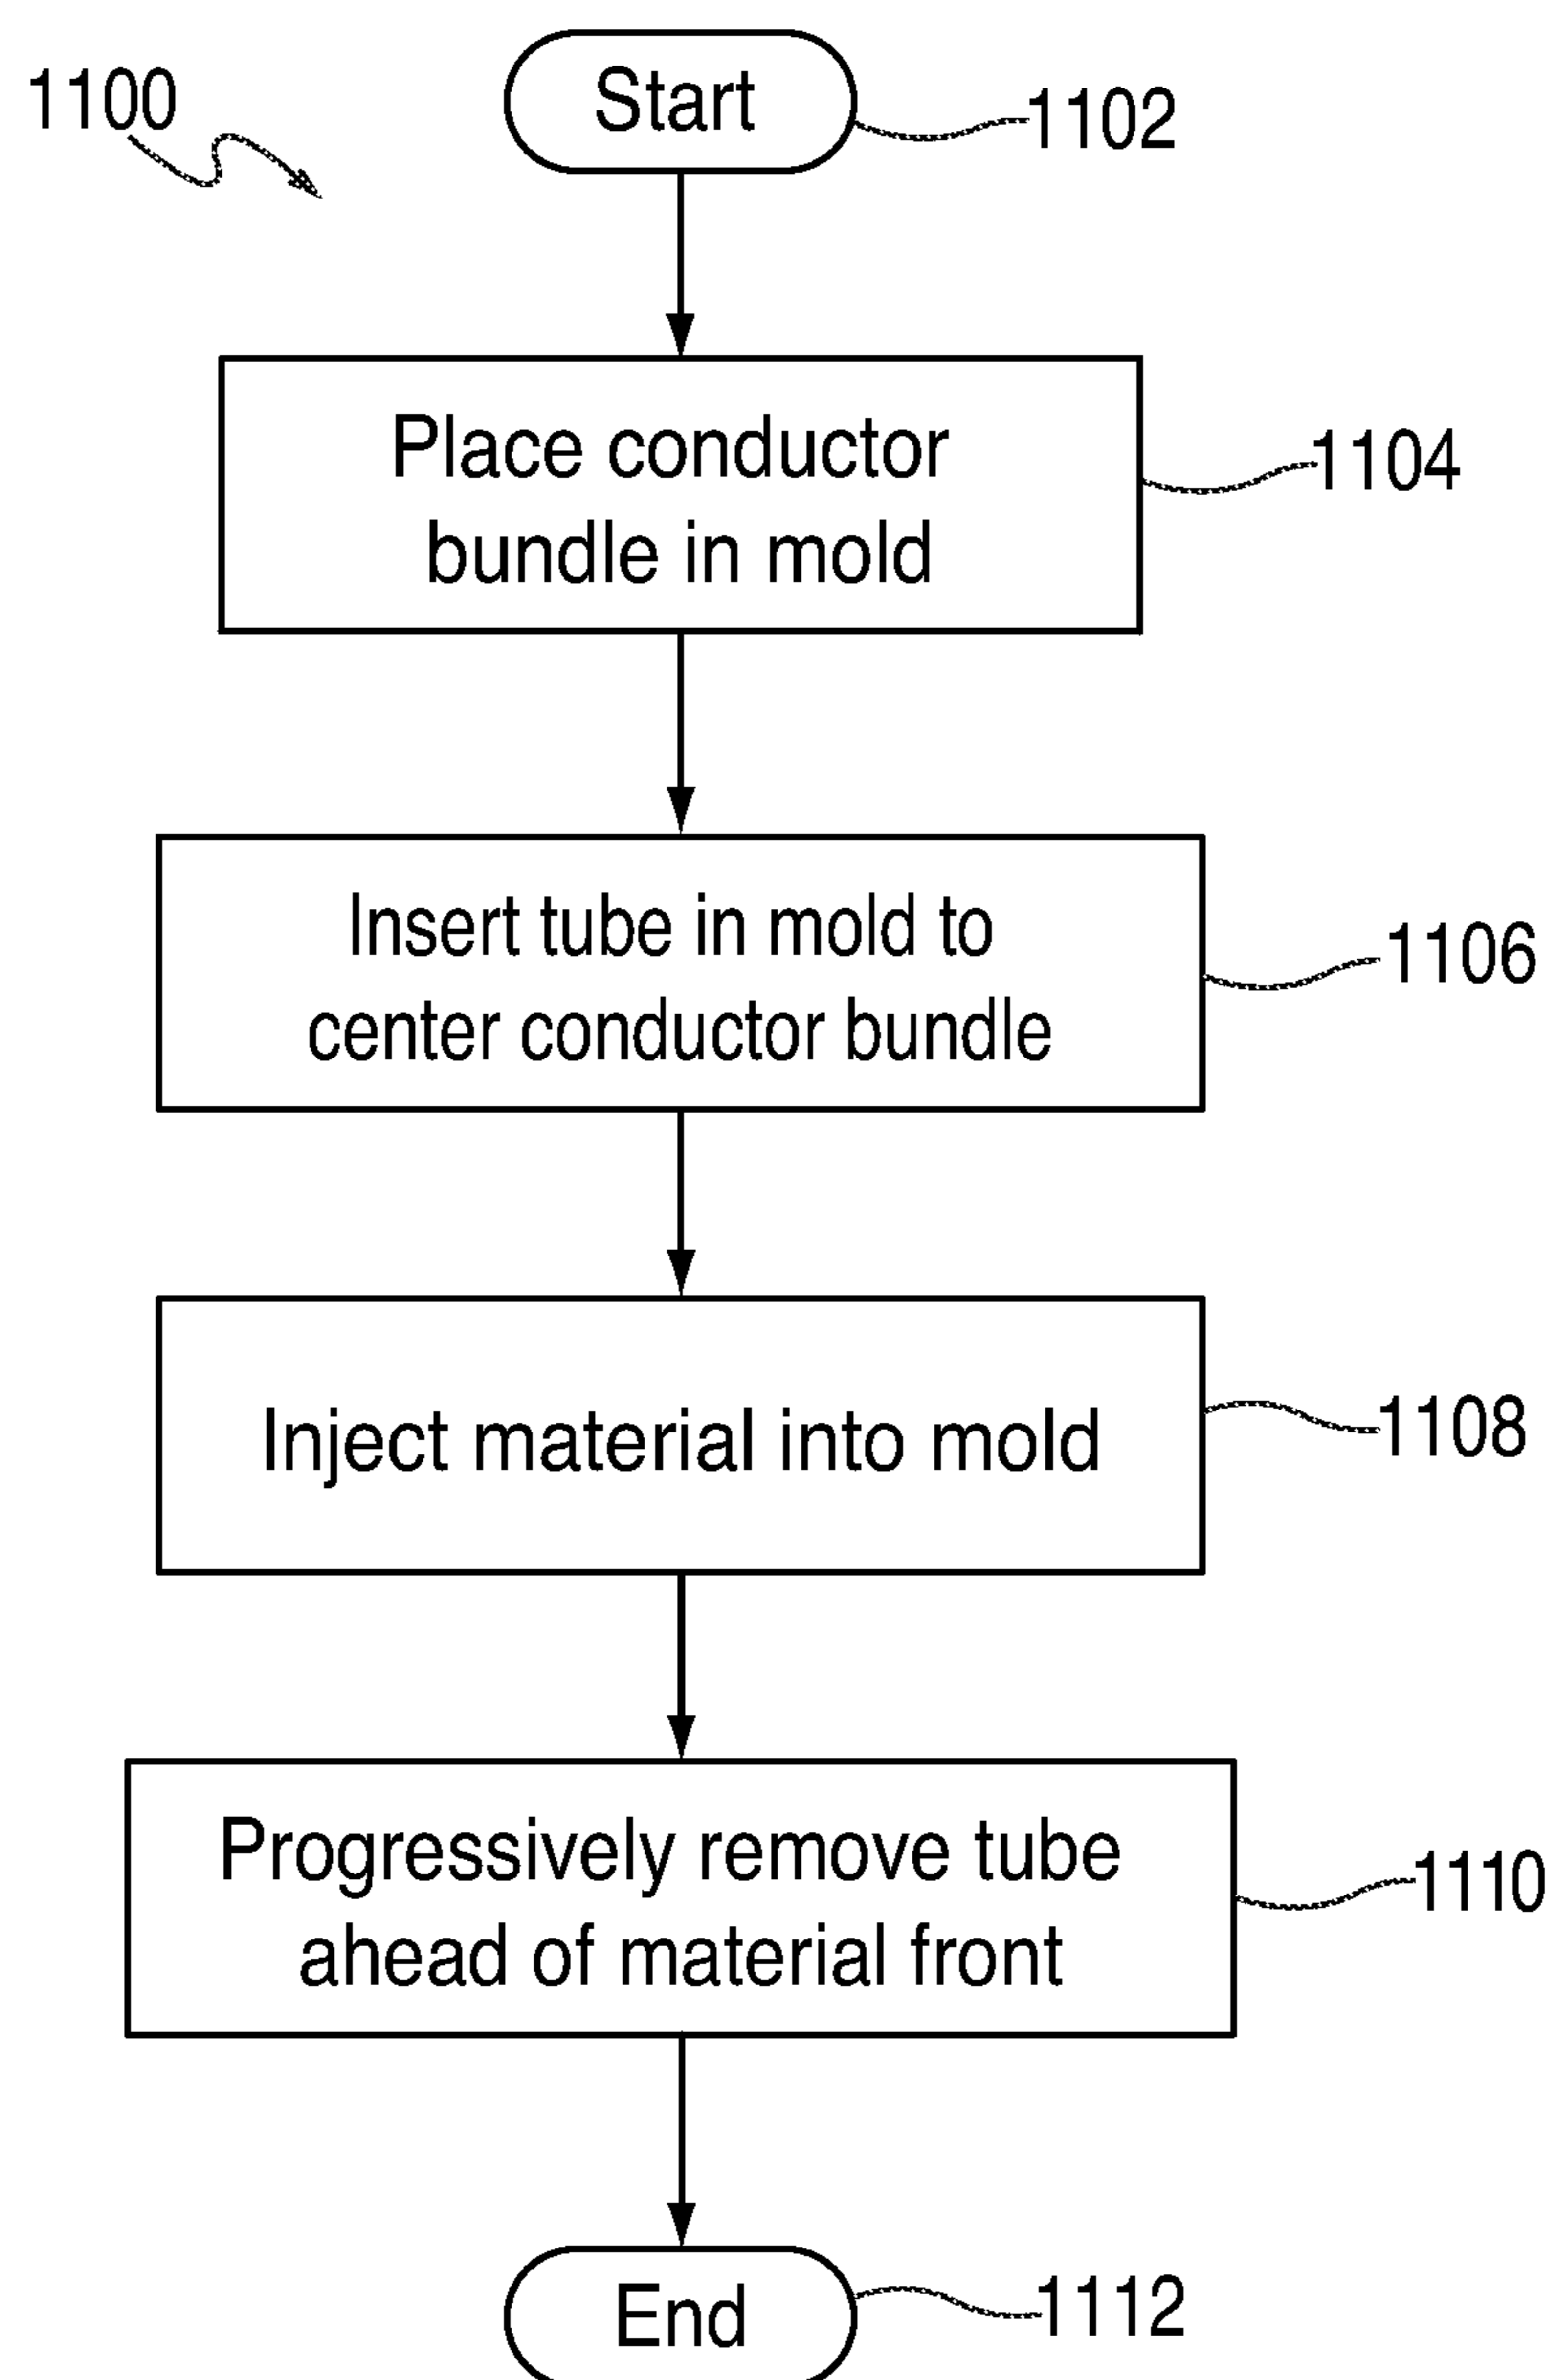 1100
Start
1102
Place conductor
bundle in mold
1104
Insert tube in mold to
center conductor bundle
1106
Inject material into mold
1108
Progressively remove tube
ahead of material front
1110
End
1112